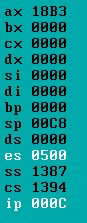 ax 18B3
bx 0000
cx 0000
dx 0000
si 0000
di 0000
bp 0000
sp 00C8
ds 0000
es 0500
ss 1387
cs 1394
ip 000C